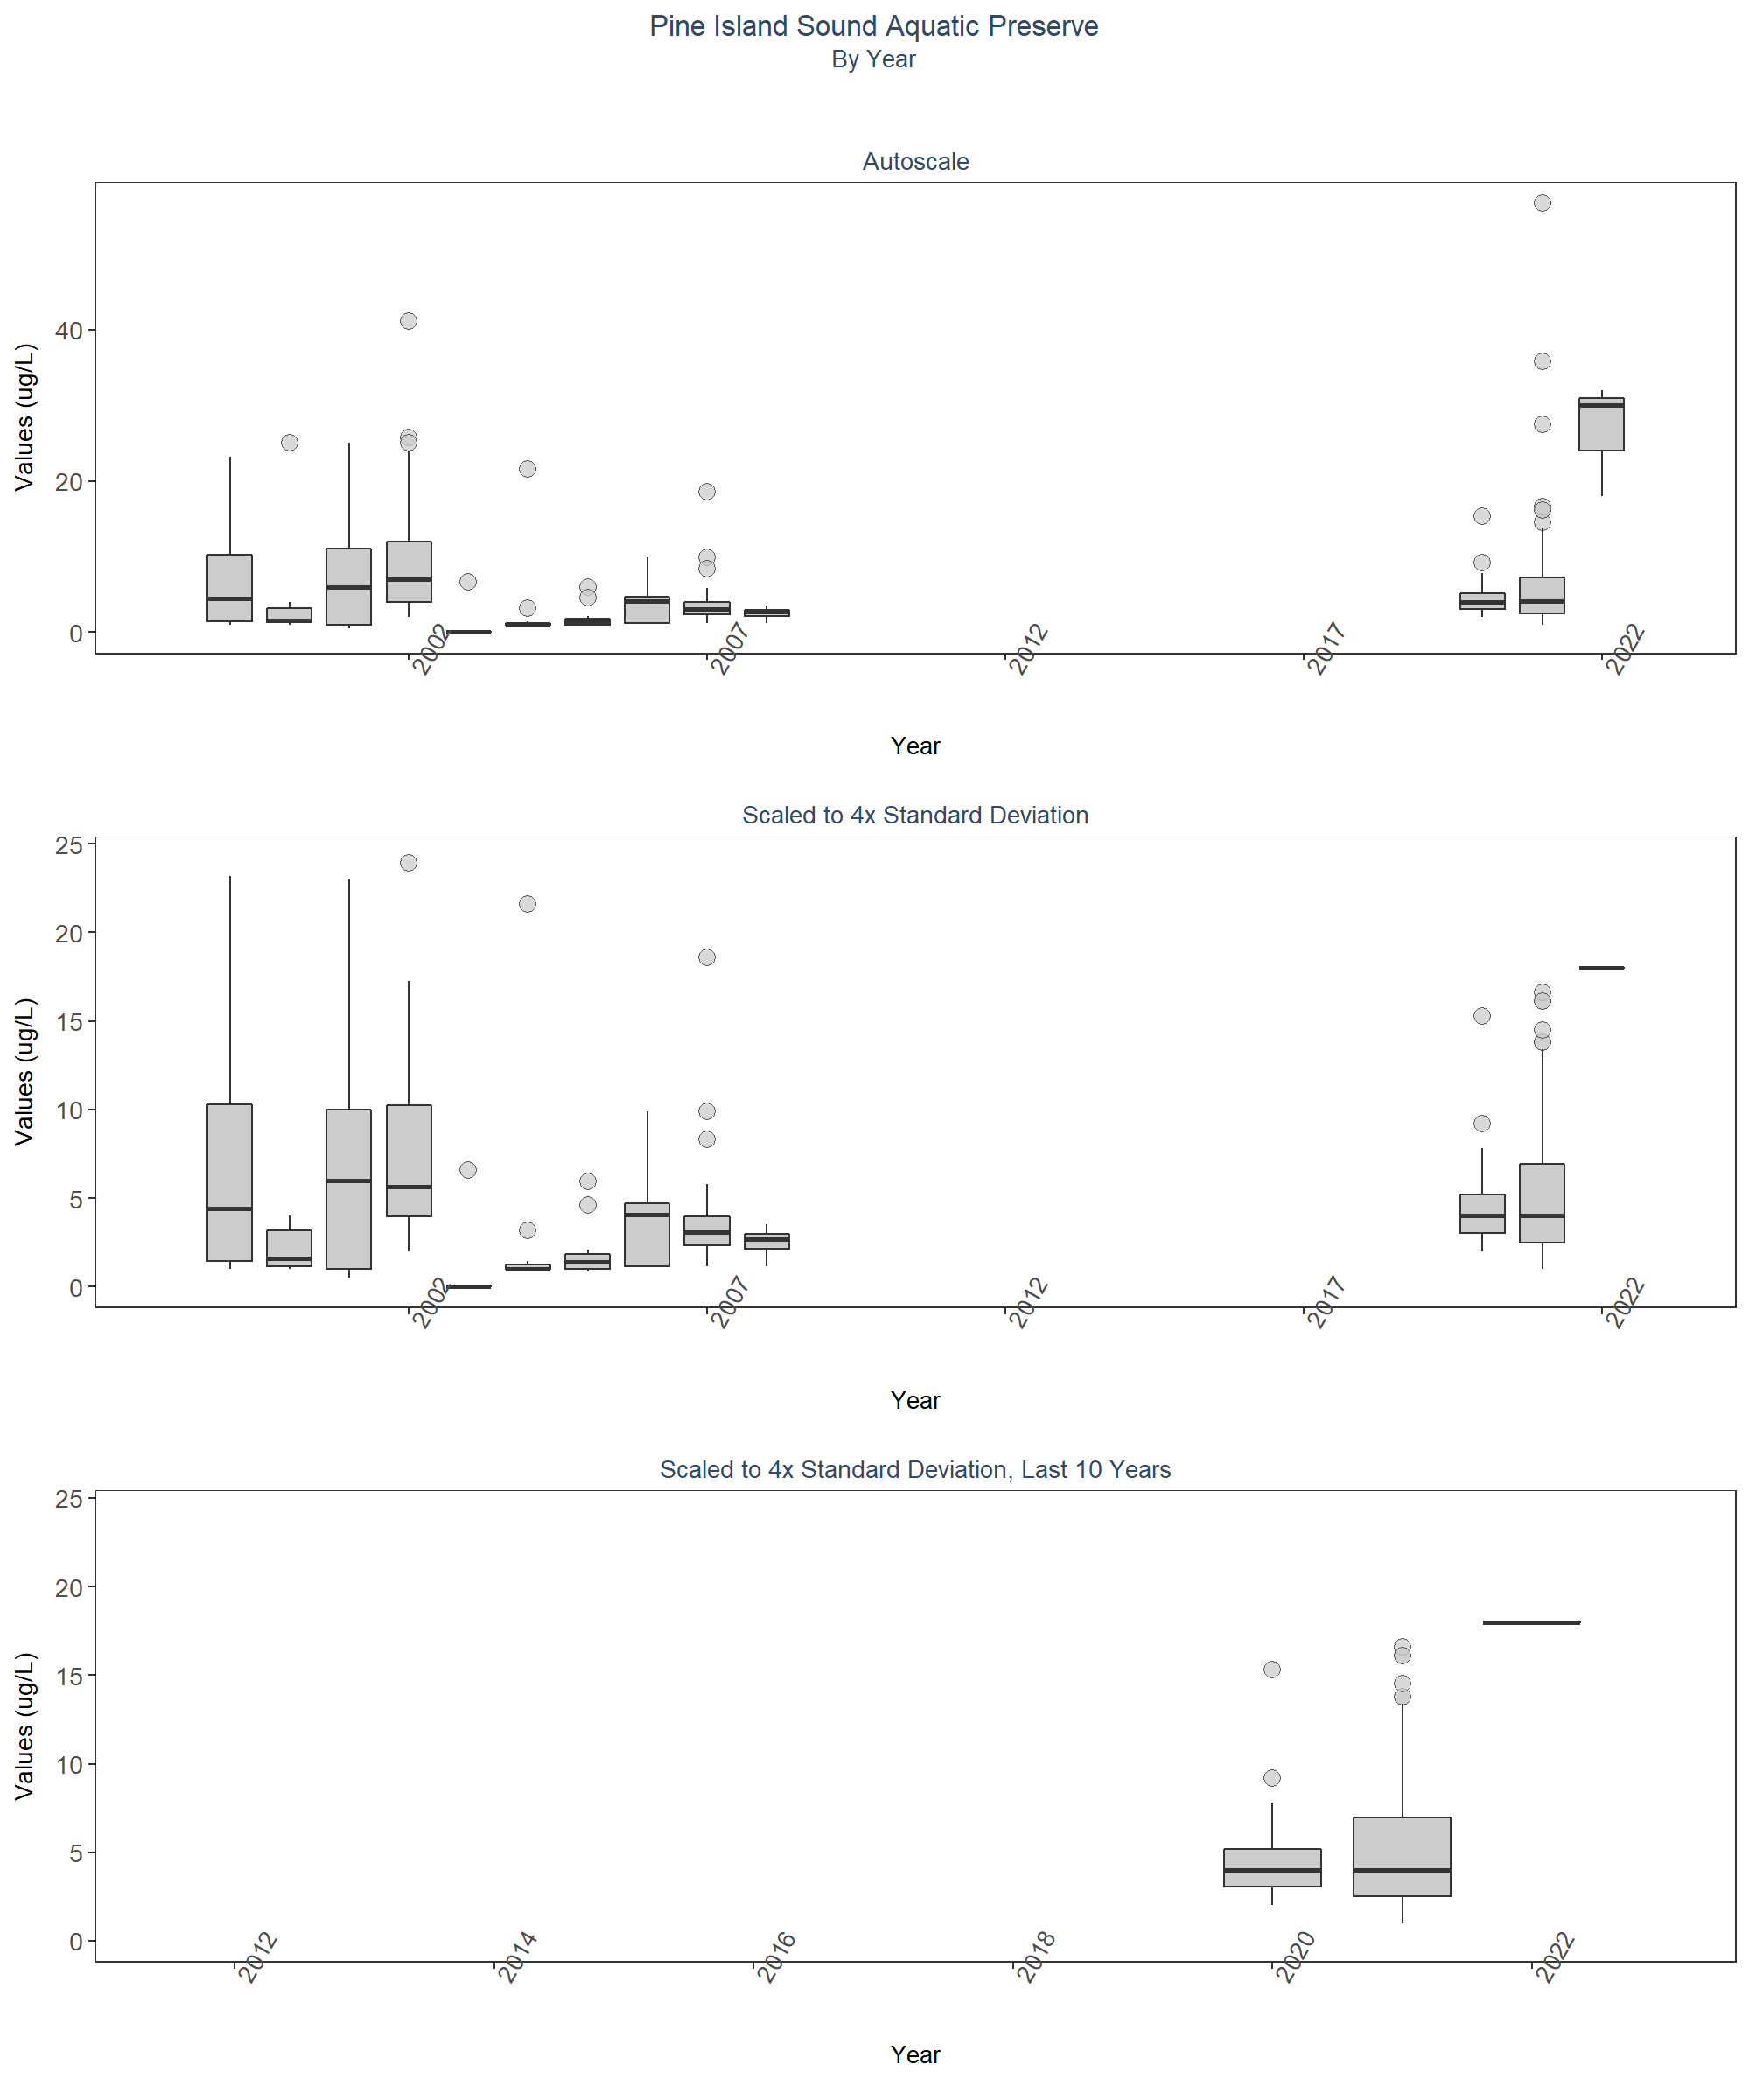 Pine Island Sound Aquatic Preserve
By Year
Autoscale
Values (ug/L)
40
20
0
2002 2007 2012 2017 2022
Year
Scaled to 4x Standard Deviation
Values (ug/L)
25
20
15
10
5
0
2002 2007 2012 2017 2022
Year
Scaled to 4x Standard Deviation, Last 10 Years
Values (ug/L)
25
20
15
10
5
0
2012 2014 2016 2018 2020 2022
Year